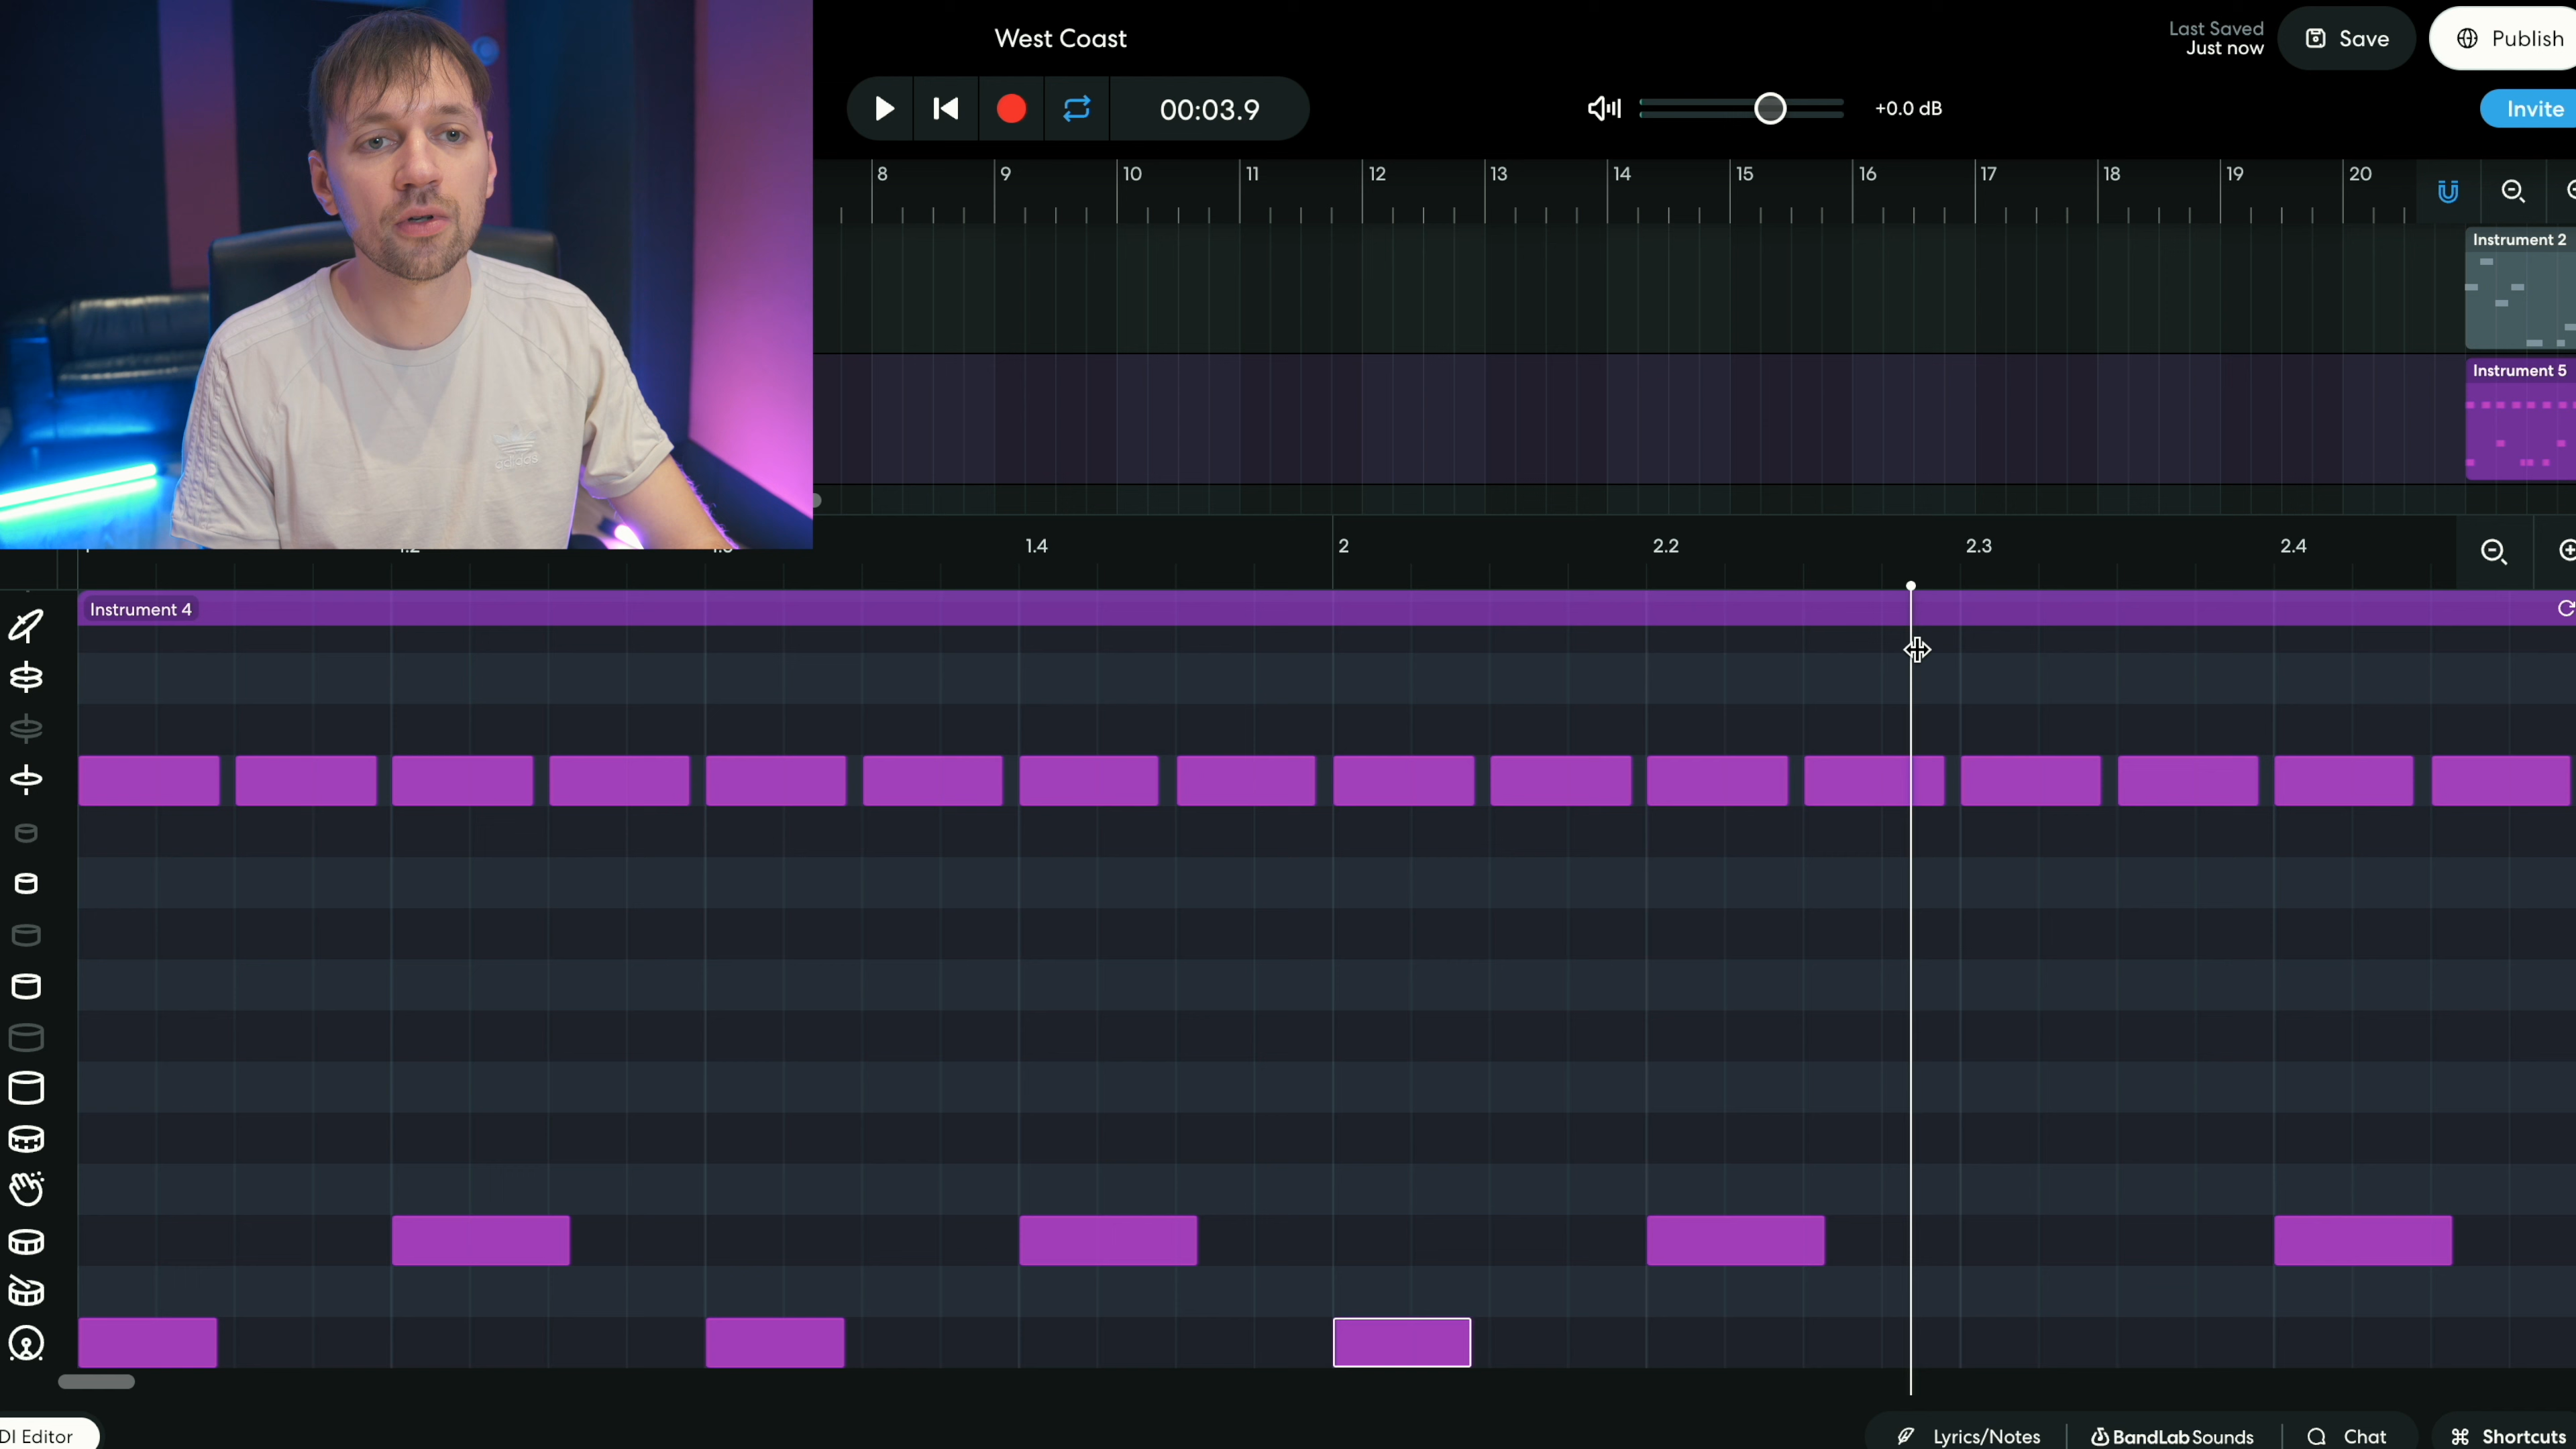 West Coast
Last Saved
Just now
Save
Publish
00:03.9
+0.0 dB
Invite
8 9 10 11 12 13 14 15 16 17 18 19 20
Instrument 2
Instrument 5
adidas
1.4 2 2.2 2.3 2.4
Instrument 4
DI Editor
Lyrics/Notes
BandLab Sounds
Chat
Shortcuts